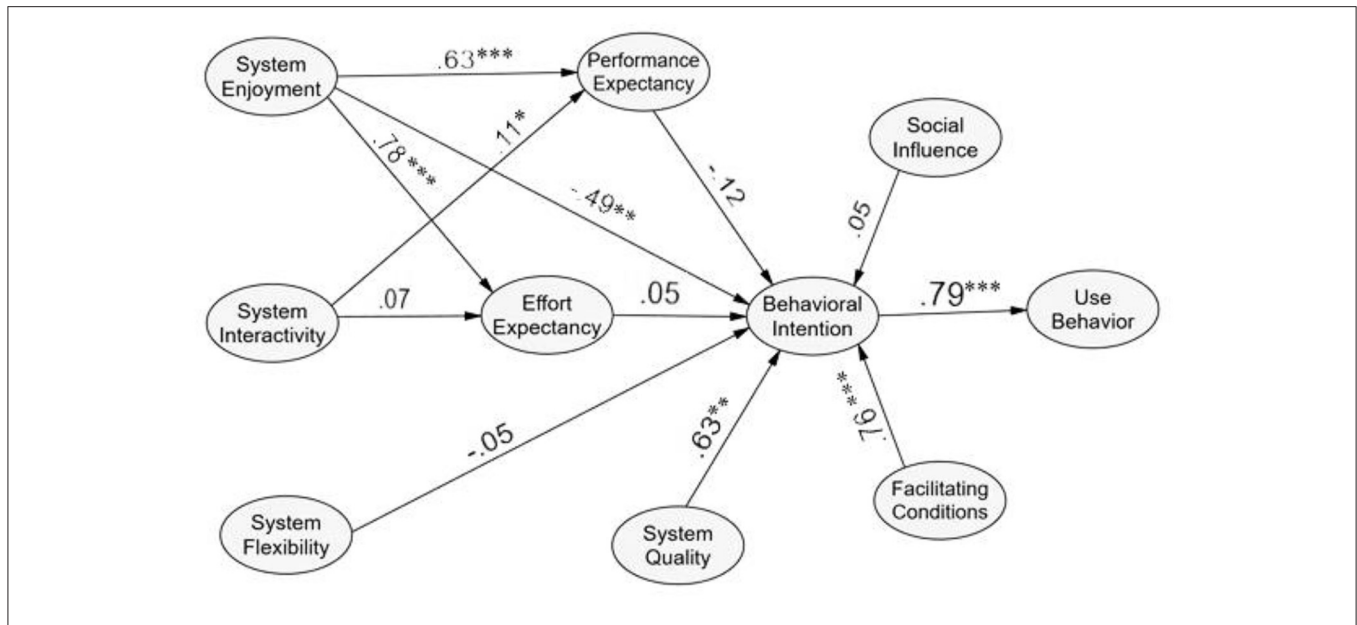 System
Enjoyment
.63***
Performance
Expectancy
Social
Influence
.11*
.78***
-.49**
-.12
.05
System
Interactivity
.07
Effort
Expectancy
.05
Behavioral
Intention
.79***
Use
Behavior
-.05
.63**
.76***
System
Flexibility
System
Quality
Facilitating
Conditions